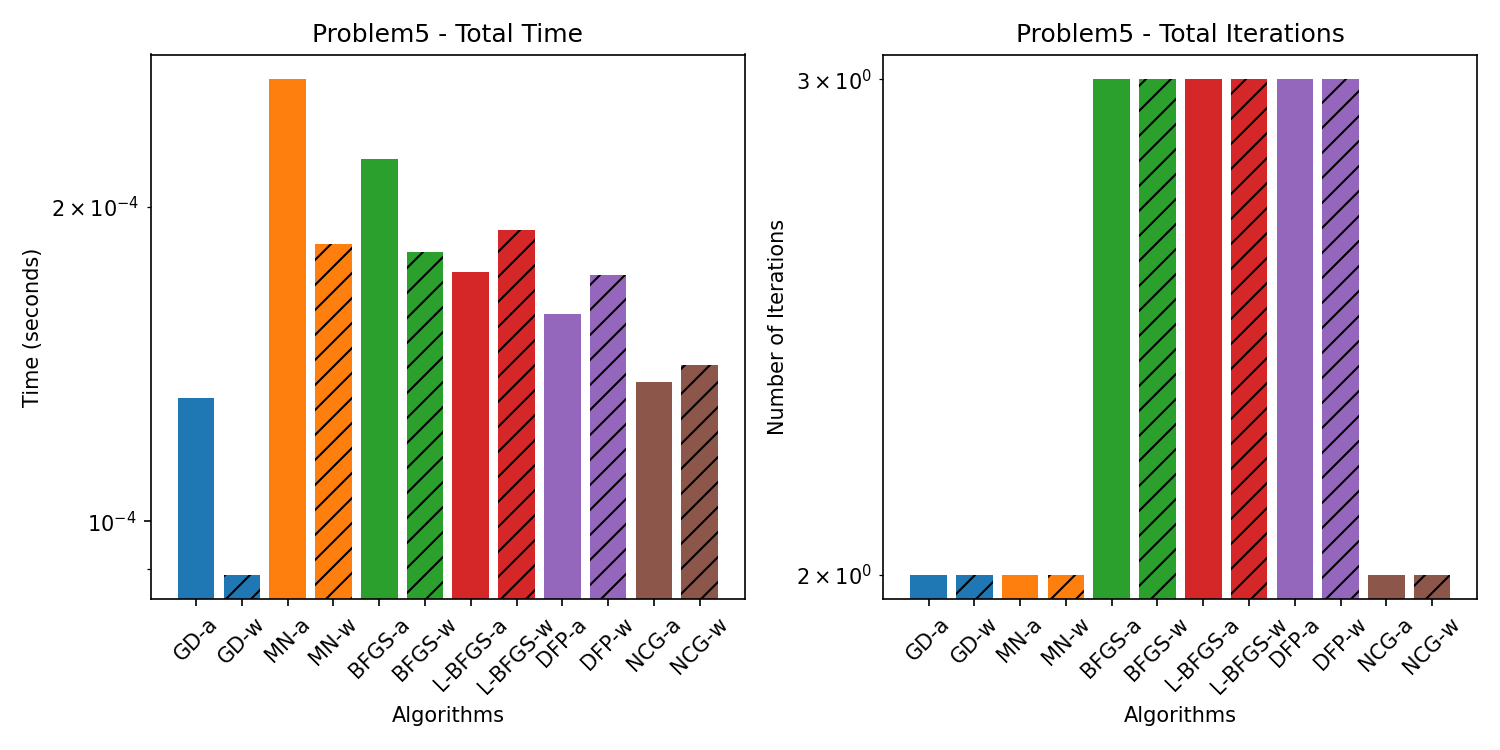 Problem5 - Total Time
Time (seconds)
2 × 10⁻⁴
10⁻⁴
GD-a
GD-w
MN-a
MN-w
BFGS-a
BFGS-w
L-BFGS-a
L-BFGS-w
DFP-a
DFP-w
NCG-a
NCG-w
Algorithms
Problem5 - Total Iterations
Number of Iterations
3 × 10⁰
2 × 10⁰
GD-a
GD-w
MN-a
MN-w
BFGS-a
BFGS-w
L-BFGS-a
L-BFGS-w
DFP-a
DFP-w
NCG-a
NCG-w
Algorithms